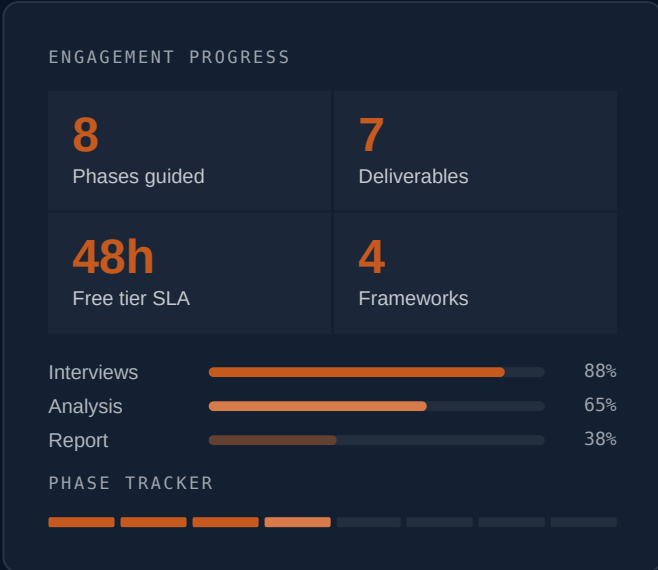 ENGAGEMENT PROGRESS
8
Phases guided
7
Deliverables
48h
Free tier SLA
4
Frameworks
Interviews 88%
Analysis 65%
Report 38%
PHASE TRACKER